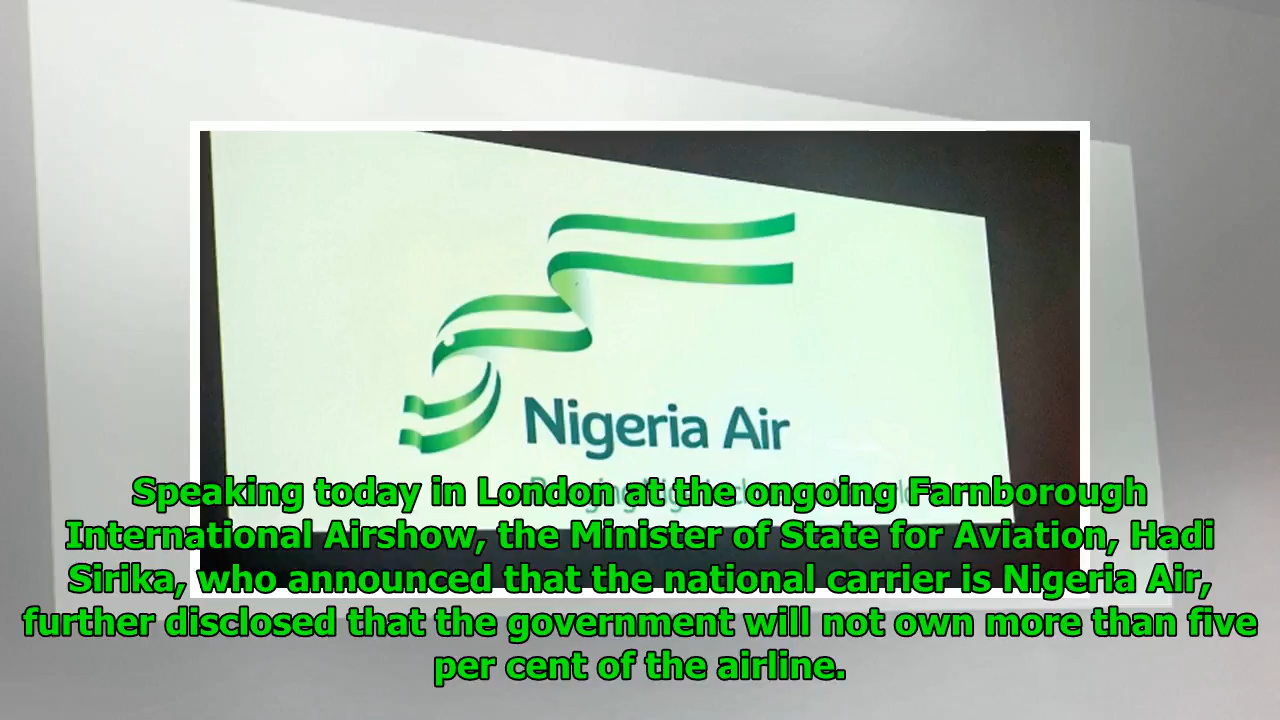 Nigeria Air
Speaking today in London at the ongoing Farnborough
International Airshow, the Minister of State for Aviation, Hadi
Sirika, who announced that the national carrier is Nigeria Air,
further disclosed that the government will not own more than five
per cent of the airline.